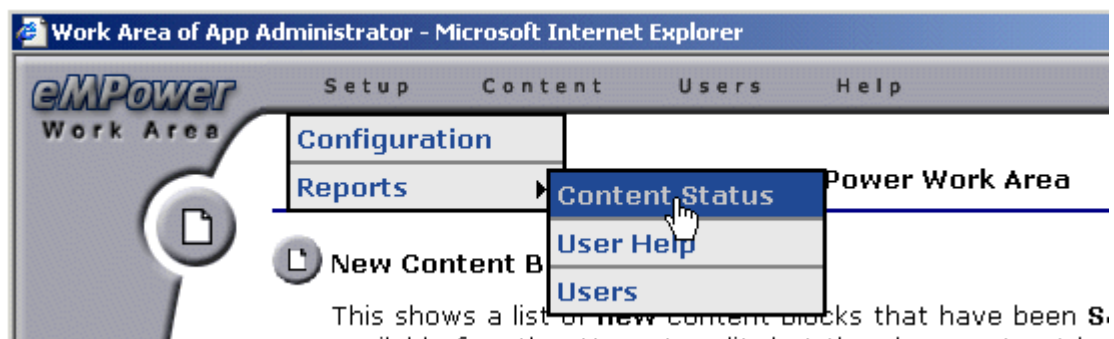 Work Area of App Administrator - Microsoft Internet Explorer
eMPower
Setup Content Users Help
Work Area
Configuration
Reports
Content Status
Power Work Area
User Help
New Content B
Users
This shows a list of new content blocks that have been